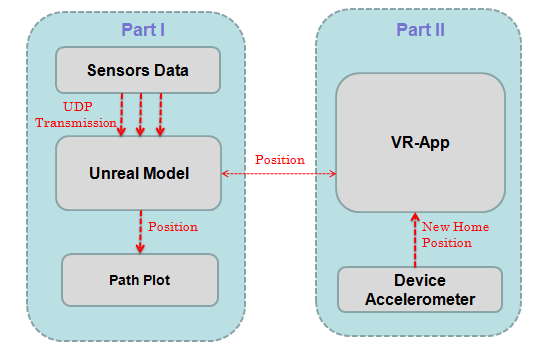 Part I
Sensors Data
UDP
Transmission
Unreal Model
Position
Path Plot
Position
Part II
VR-App
New Home
Position
Device
Accelerometer